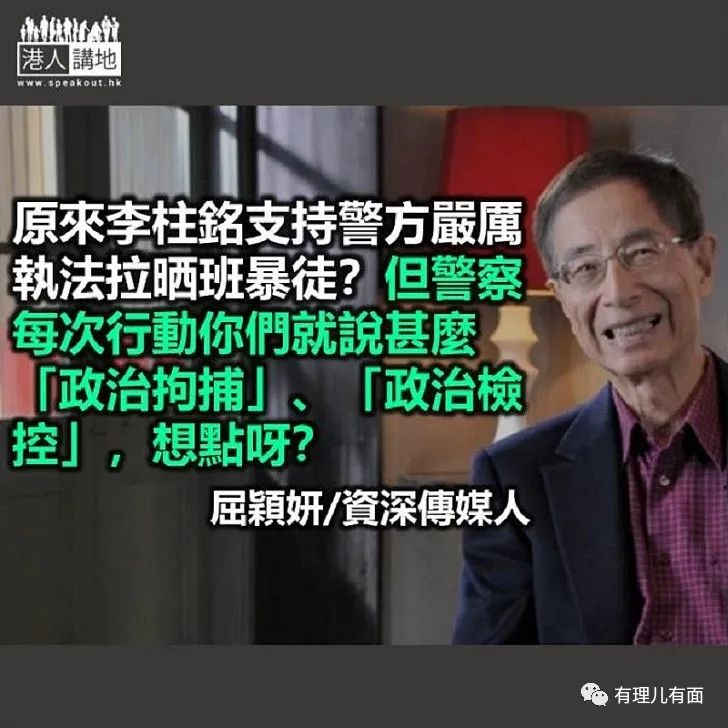 港人講地
www.speakout.hk
原來李柱銘支持警方嚴厲
執法拉晒班暴徒？但警察
每次行動你們就說甚麼
「政治拘捕」、「政治檢
控」，想點呀？
屈穎妍/資深傳媒人
有理儿有面